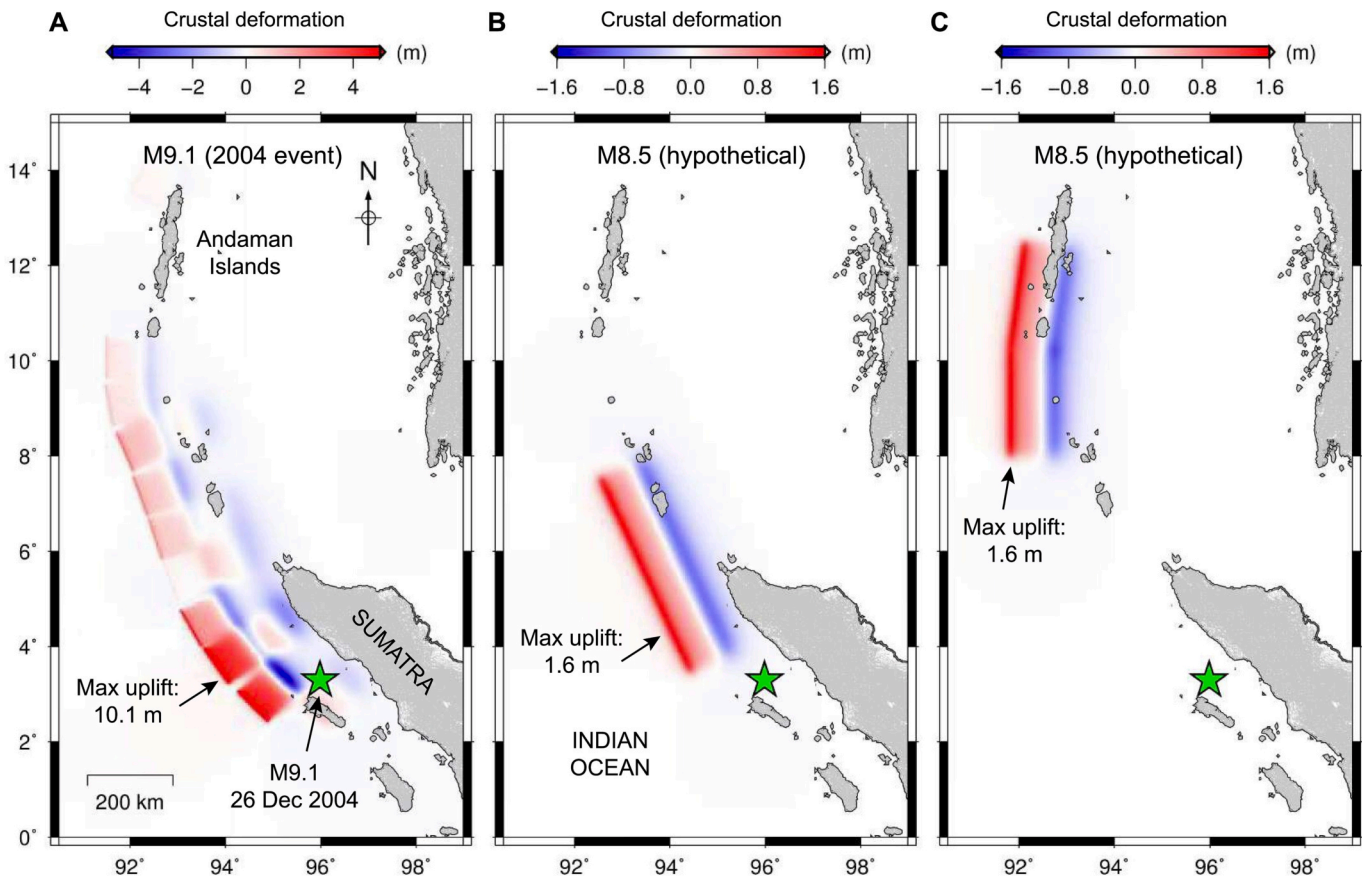 A
Crustal deformation
(m)
−4 −2 0 2 4
M9.1 (2004 event)
N
Andaman
Islands
SUMATRA
Max uplift:
10.1 m
M9.1
26 Dec 2004
200 km
14°
12°
10°
8°
6°
4°
2°
0°
92° 94° 96° 98°
B
Crustal deformation
(m)
−1.6 −0.8 0.0 0.8 1.6
M8.5 (hypothetical)
Max uplift:
1.6 m
INDIAN
OCEAN
92° 94° 96° 98°
C
Crustal deformation
(m)
−1.6 −0.8 0.0 0.8 1.6
M8.5 (hypothetical)
Max uplift:
1.6 m
92° 94° 96° 98°